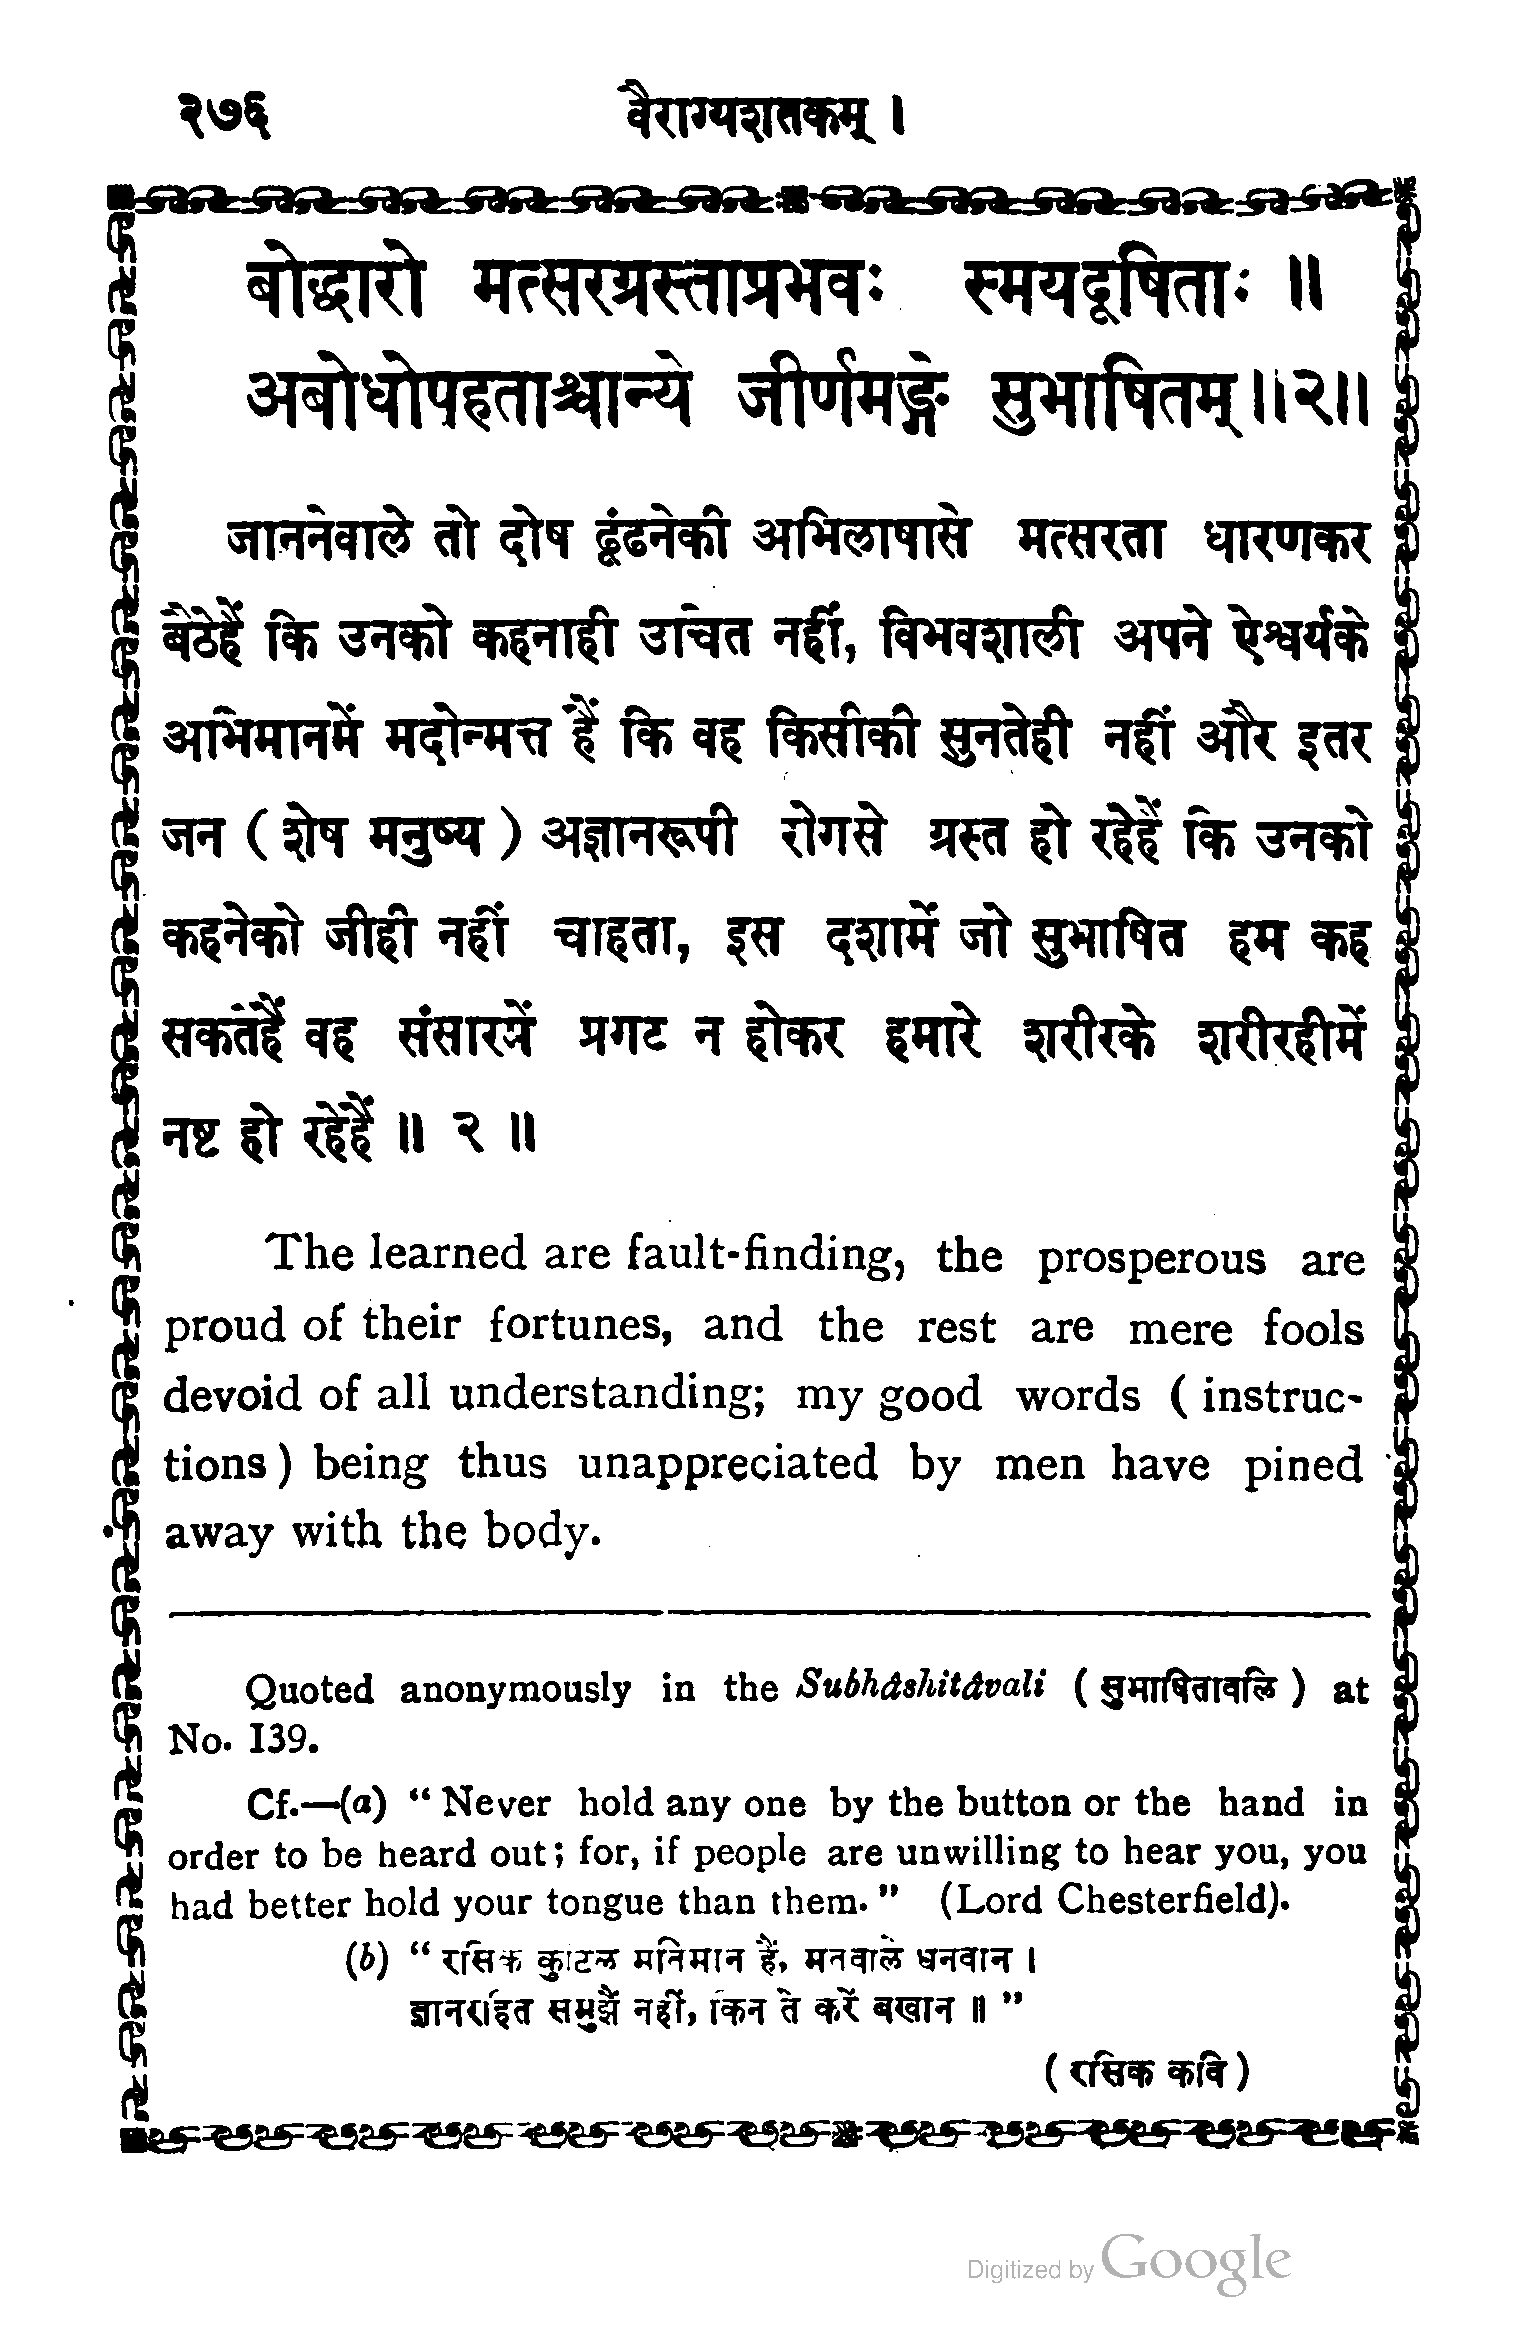 २७६ वैराग्यशतकम् ।
बोद्धारो मत्सरग्रस्ताप्रभवः स्मयदूषिताः ॥
अबोधोपहताश्चान्ये जीर्णमङ्गे सुभाषितम् ॥२॥
जाननेवाले तो दोष ढूंढनेकी अभिलाषासे मत्सरता धारणकर
बैठेहैं कि उनको कहनाही उचित नहीं, विभवशाली अपने ऐश्वर्यके
अभिमानमें मदोन्मत्त हैं कि वह किसीकी सुनतेही नहीं और इतर
जन ( शेष मनुष्य ) अज्ञानरूपी रोगसे ग्रस्त हो रहेहैं कि उनको
कहनेको जीही नहीं चाहता, इस दशामें जो सुभाषित हम कह
सकतेहैं वह संसारमें प्रगट न होकर हमारे शरीरके शरीरहीमें
नष्ट हो रहेहैं ॥ २ ॥
The learned are fault-finding, the prosperous are
proud of their fortunes, and the rest are mere fools
devoid of all understanding; my good words ( instruc-
tions ) being thus unappreciated by men have pined
away with the body.
Quoted anonymously in the Subhâshitâvali ( सुभाषितावलि ) at
No. 139.
Cf.—(a) “ Never hold any one by the button or the hand in
order to be heard out; for, if people are unwilling to hear you, you
had better hold your tongue than them. ” (Lord Chesterfield).
(b) “ रसिक कुटिल मतिमान हैं, मतवाले धनवान ।
ज्ञानरहित समुझैं नहीं, किन ते करें बखान ॥ ”
( रसिक कवि )
Digitized by Google